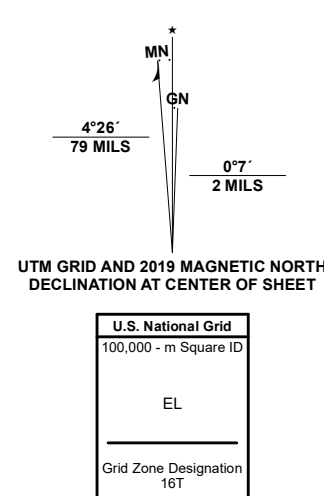 ★
MN
GN
4°26´
79 MILS
0°7´
2 MILS
UTM GRID AND 2019 MAGNETIC NORTH
DECLINATION AT CENTER OF SHEET
U.S. National Grid
100,000 - m Square ID
EL
Grid Zone Designation
16T